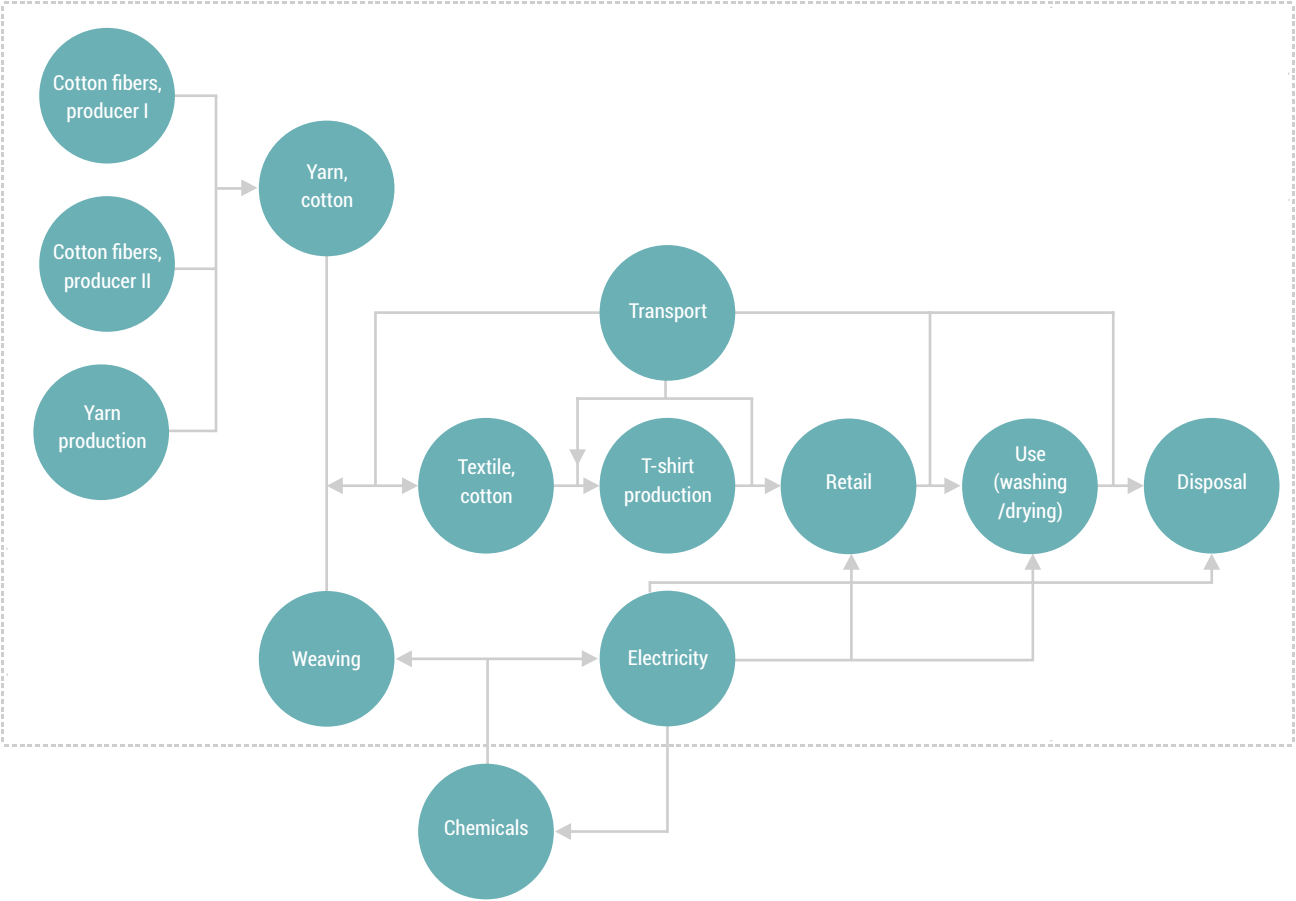 Cotton fibers,
producer I
Yarn,
cotton
Cotton fibers,
producer II
Yarn
production
Transport
Textile,
cotton
T-shirt
production
Retail
Use
(washing
/drying)
Disposal
Weaving
Electricity
Chemicals